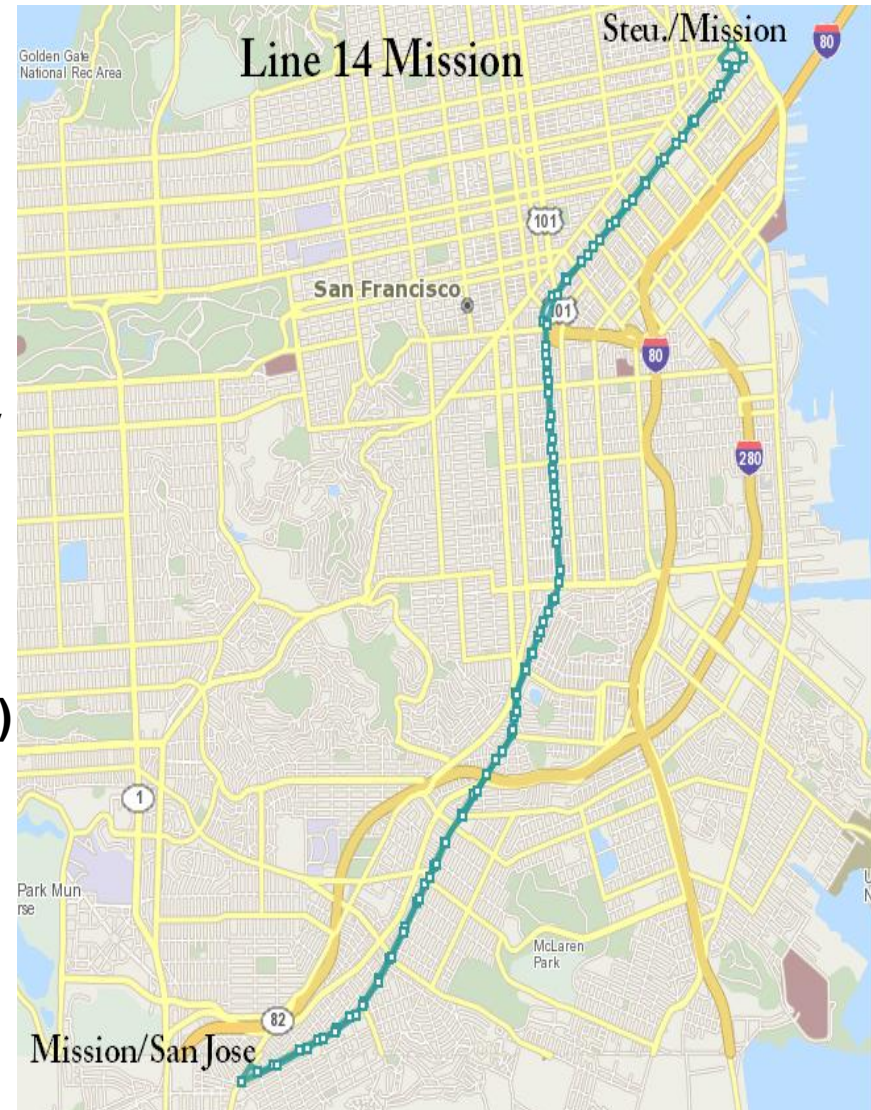 Line 14 Mission
Steu./Mission
80
Golden Gate
National Rec Area
101
San Francisco
101
80
280
)
1
Park Mun
rse
McLaren
Park
82
Mission/San Jose
U
N